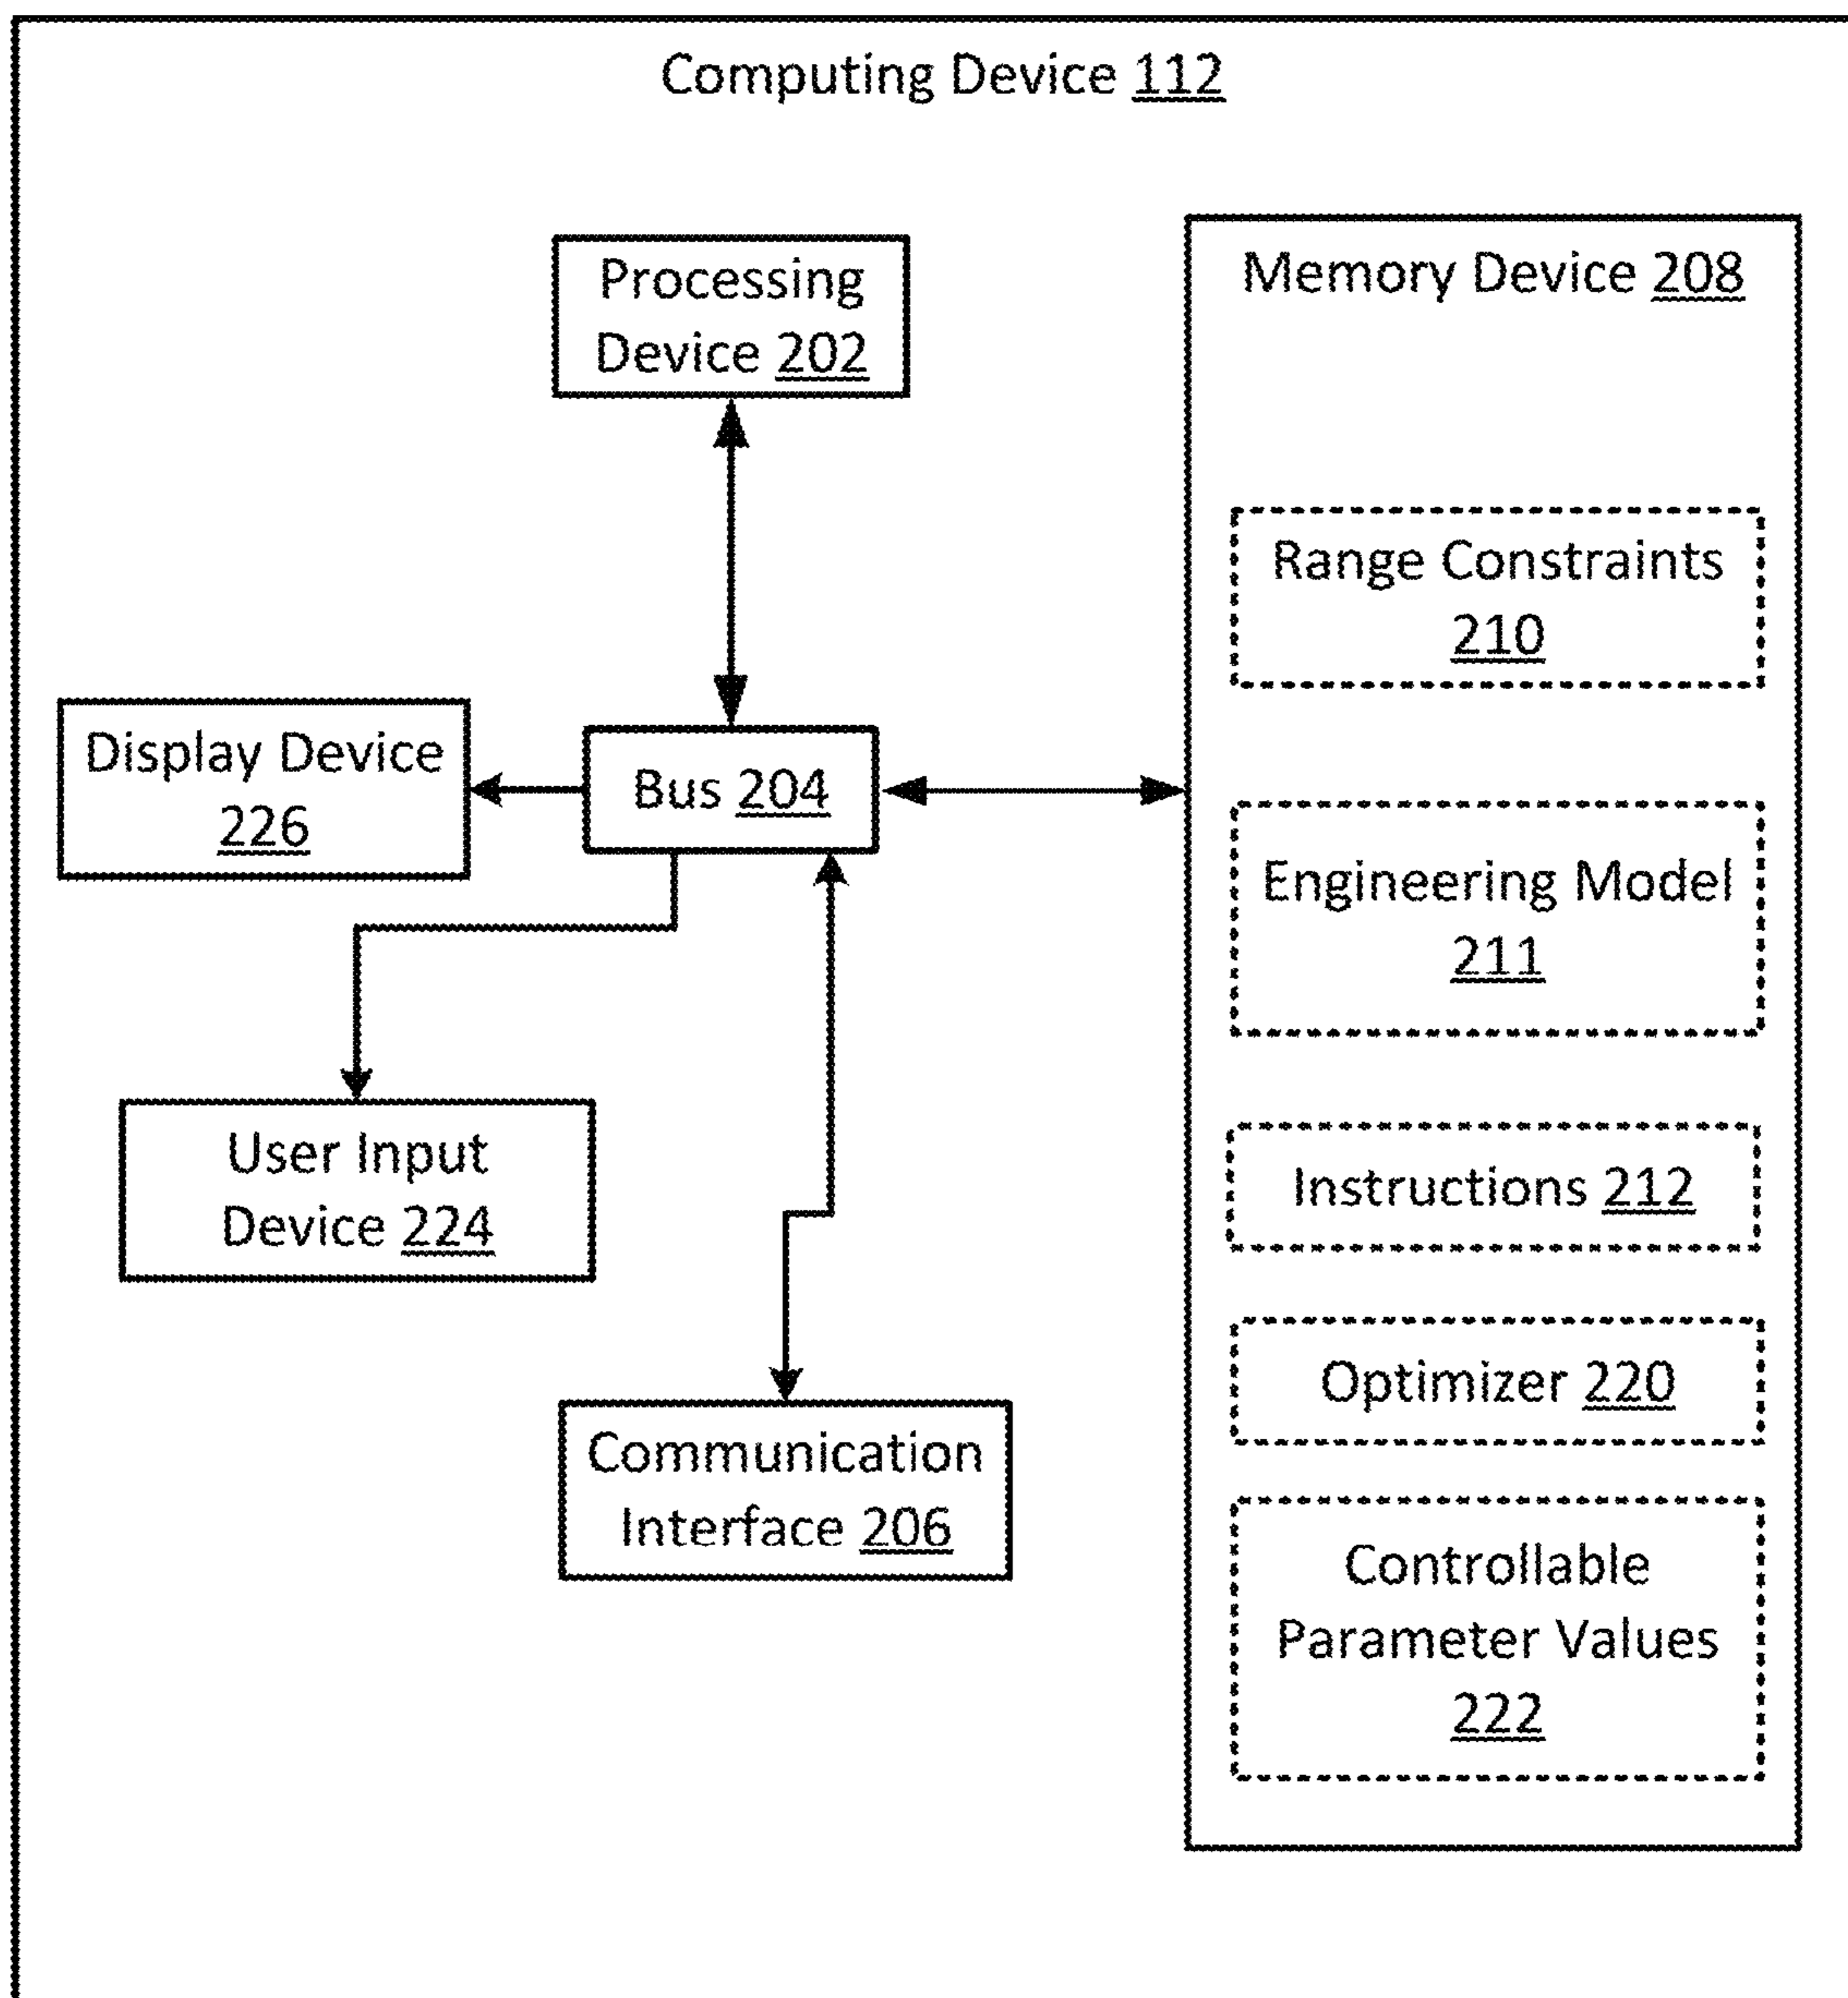 Computing Device 112
Processing
Device 202
Memory Device 208
Range Constraints
210
Display Device
226
Bus 204
Engineering Model
211
User Input
Device 224
Instructions 212
Optimizer 220
Communication
Interface 206
Controllable
Parameter Values
222